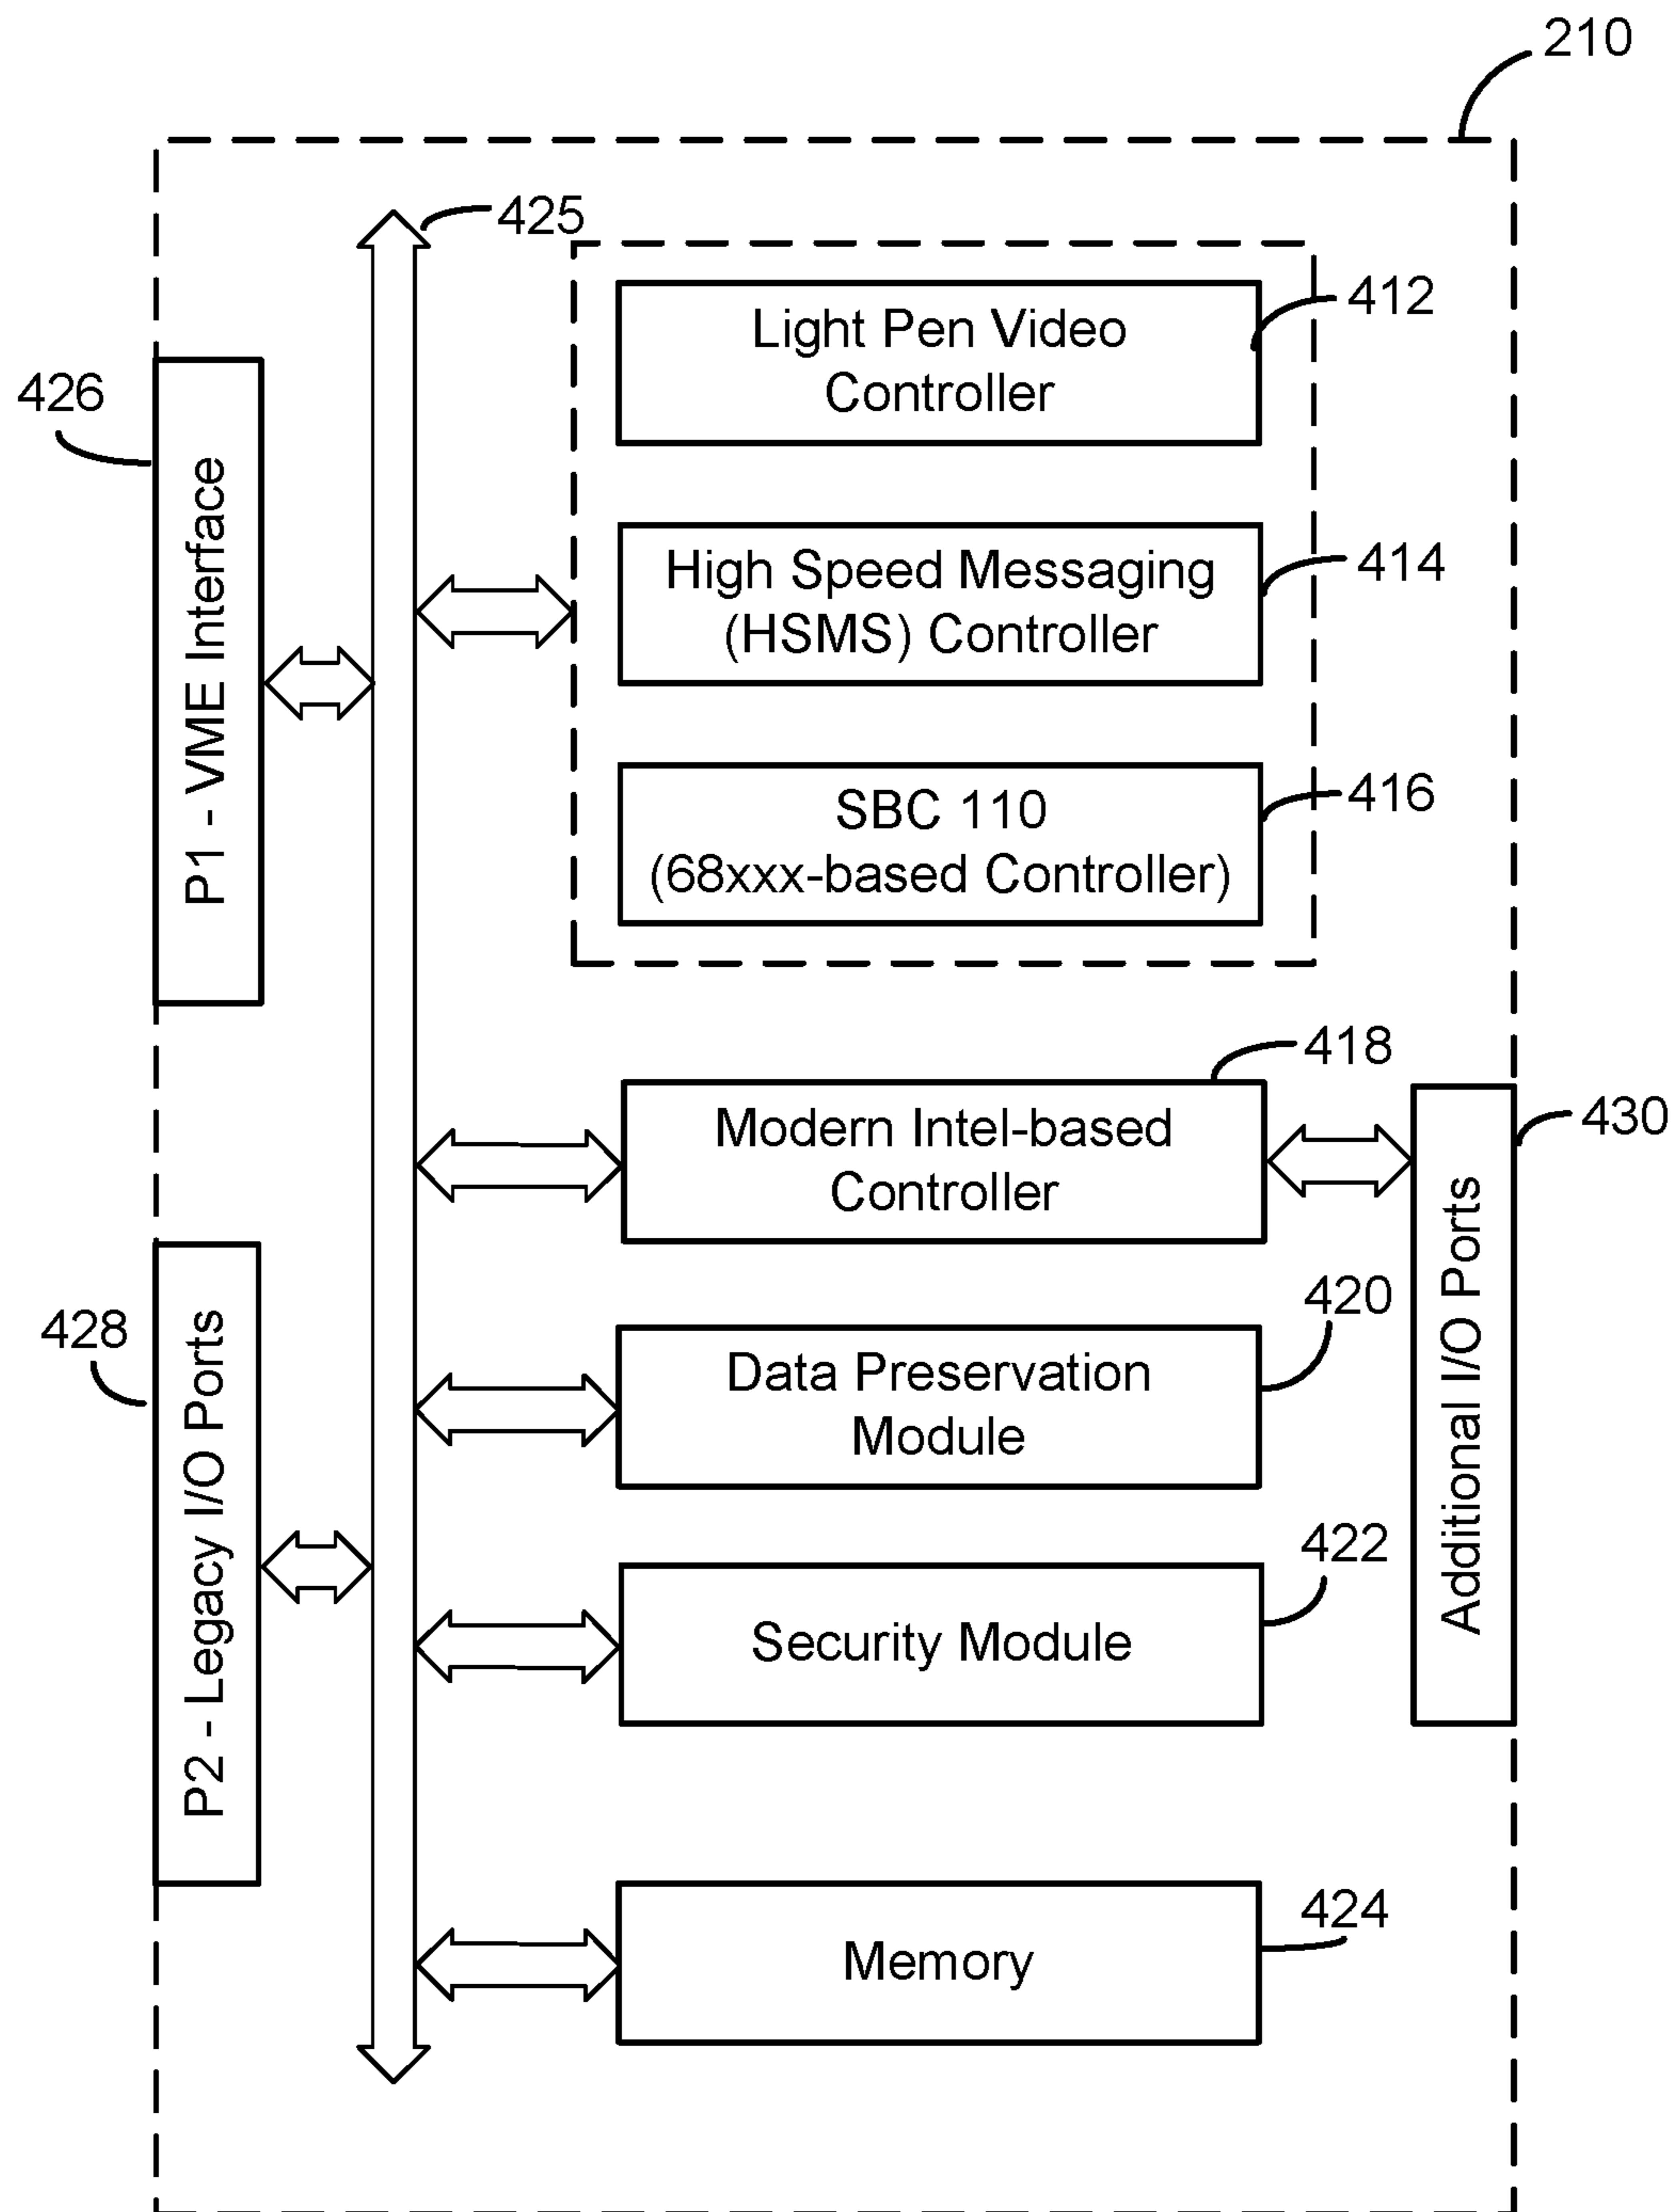 210
425
Light Pen Video
Controller
412
426
P1 - VME Interface
High Speed Messaging
(HSMS) Controller
414
SBC 110
(68xxx-based Controller)
416
418
Modern Intel-based
Controller
430
Additional I/O Ports
428
P2 - Legacy I/O Ports
420
Data Preservation
Module
422
Security Module
424
Memory